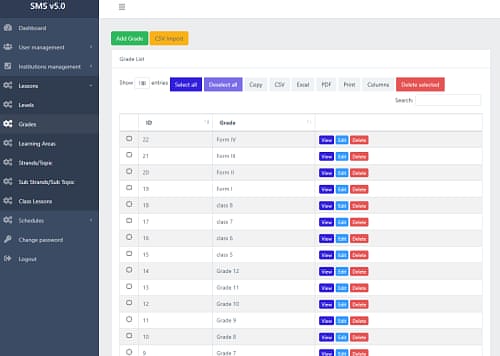 SMS v5.0
Dashboard
User management
Institutions management
Lessons
Levels
Grades
Learning Areas
Strands/Topic
Sub Strands/Sub Topic
Class Lessons
Schedules
Change password
Logout
Add Grade CSV Import
Grade List
Show entries Select all Deselect all Copy CSV Excel PDF Print Columns Delete selected
Search:
ID Grade
22 Form IV View Edit Delete
21 Form III View Edit Delete
20 Form II View Edit Delete
19 form I View Edit Delete
18 class 8 View Edit Delete
17 class 7 View Edit Delete
16 class 6 View Edit Delete
15 class 5 View Edit Delete
14 Grade 12 View Edit Delete
13 Grade 11 View Edit Delete
12 Grade 10 View Edit Delete
11 Grade 9 View Edit Delete
10 Grade 8 View Edit Delete
9 Grade 7 View Edit Delete